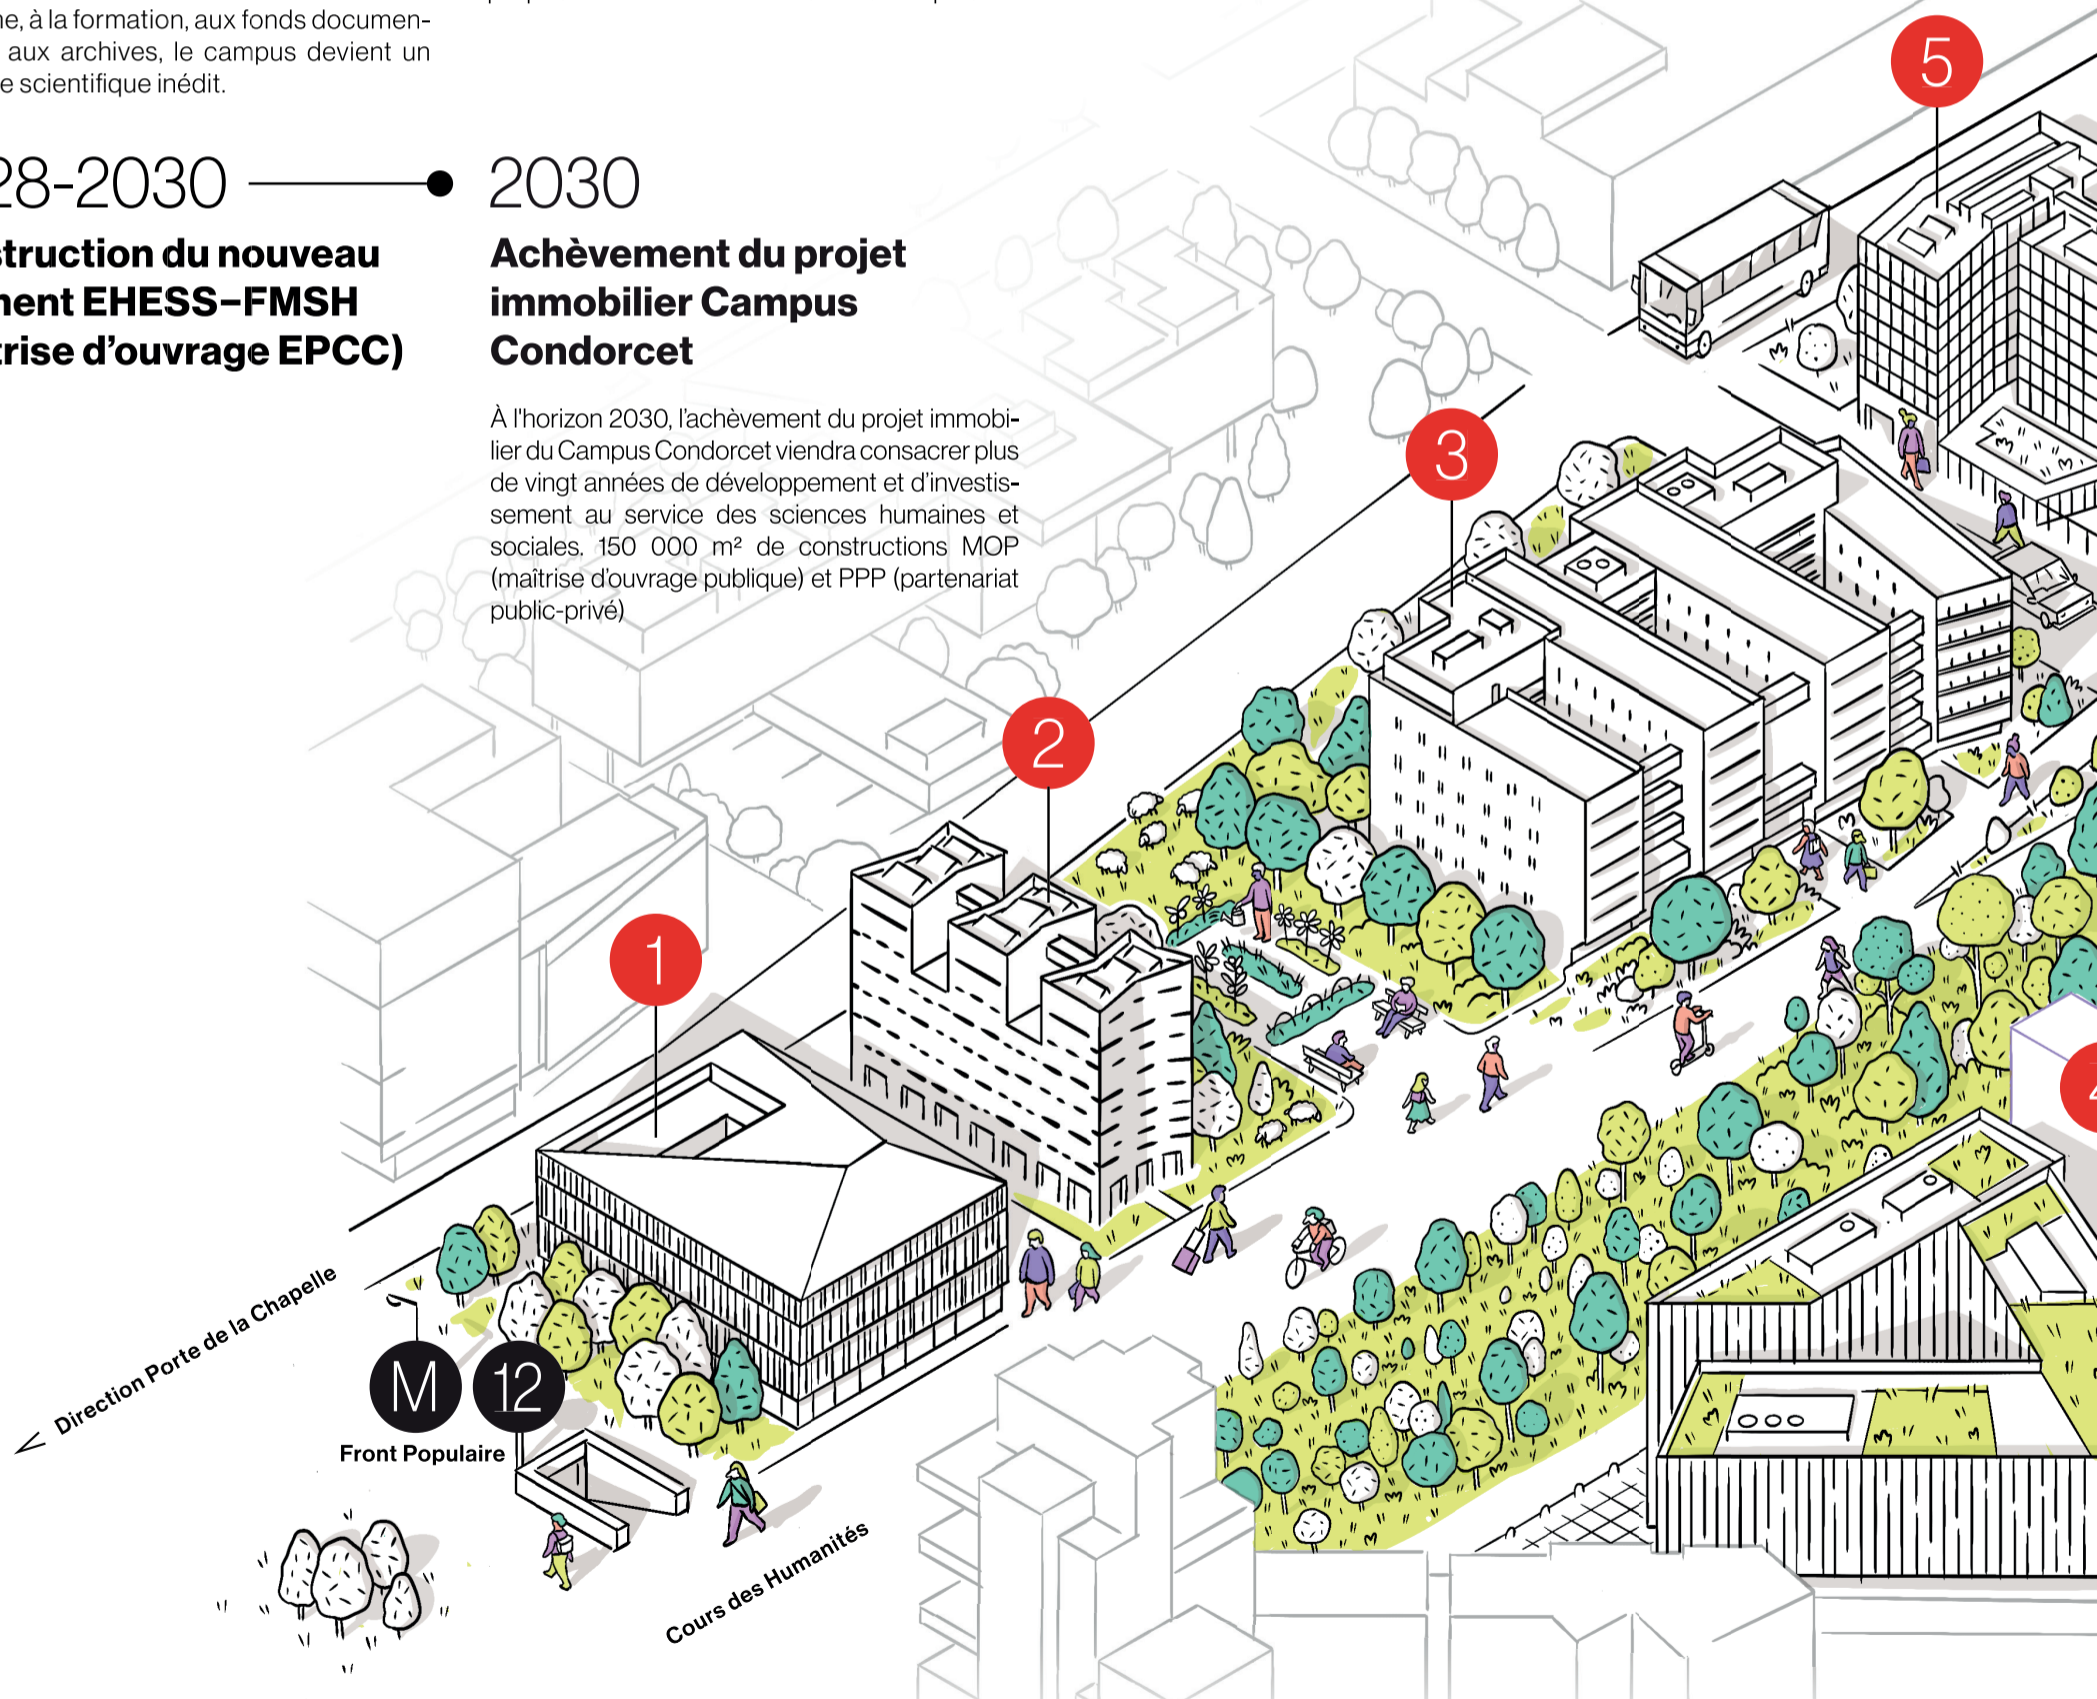 ne, à la formation, aux fonds documen-
aux archives, le campus devient un
e scientifique inédit.
28-2030
struction du nouveau
ment EHESS–FMSH
trise d'ouvrage EPCC)
2030
Achèvement du projet
immobilier Campus
Condorcet
À l'horizon 2030, l'achèvement du projet immobi-
lier du Campus Condorcet viendra consacrer plus
de vingt années de développement et d'investis-
sement au service des sciences humaines et
sociales. 150 000 m² de constructions MOP
(maîtrise d'ouvrage publique) et PPP (partenariat
public-privé)
5
3
2
1
4
Direction Porte de la Chapelle
M 12
Front Populaire
Cours des Humanités